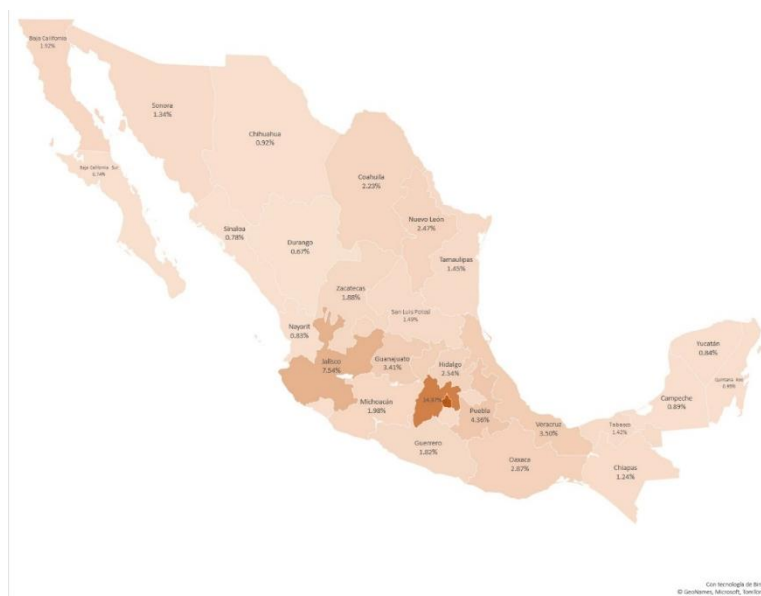 Baja California
1.92%
Sonora
1.34%
Chihuahua
0.92%
Coahuila
2.23%
Baja California Sur
Nuevo León
2.47%
Sinaloa
0.78%
Durango
0.67%
Tamaulipas
1.45%
Zacatecas
1.88%
San Luis Potosí
Nayarit
0.83%
Jalisco
7.54%
Guanajuato
3.41%
Hidalgo
2.54%
Yucatán
0.84%
Quintana Roo
Michoacán
1.98%
Puebla
4.36%
Veracruz
3.50%
Tabasco
1.42%
Campeche
0.89%
Guerrero
1.82%
Oaxaca
2.87%
Chiapas
1.24%
Con tecnología de Bin
© GeoNames, Microsoft, TomTom